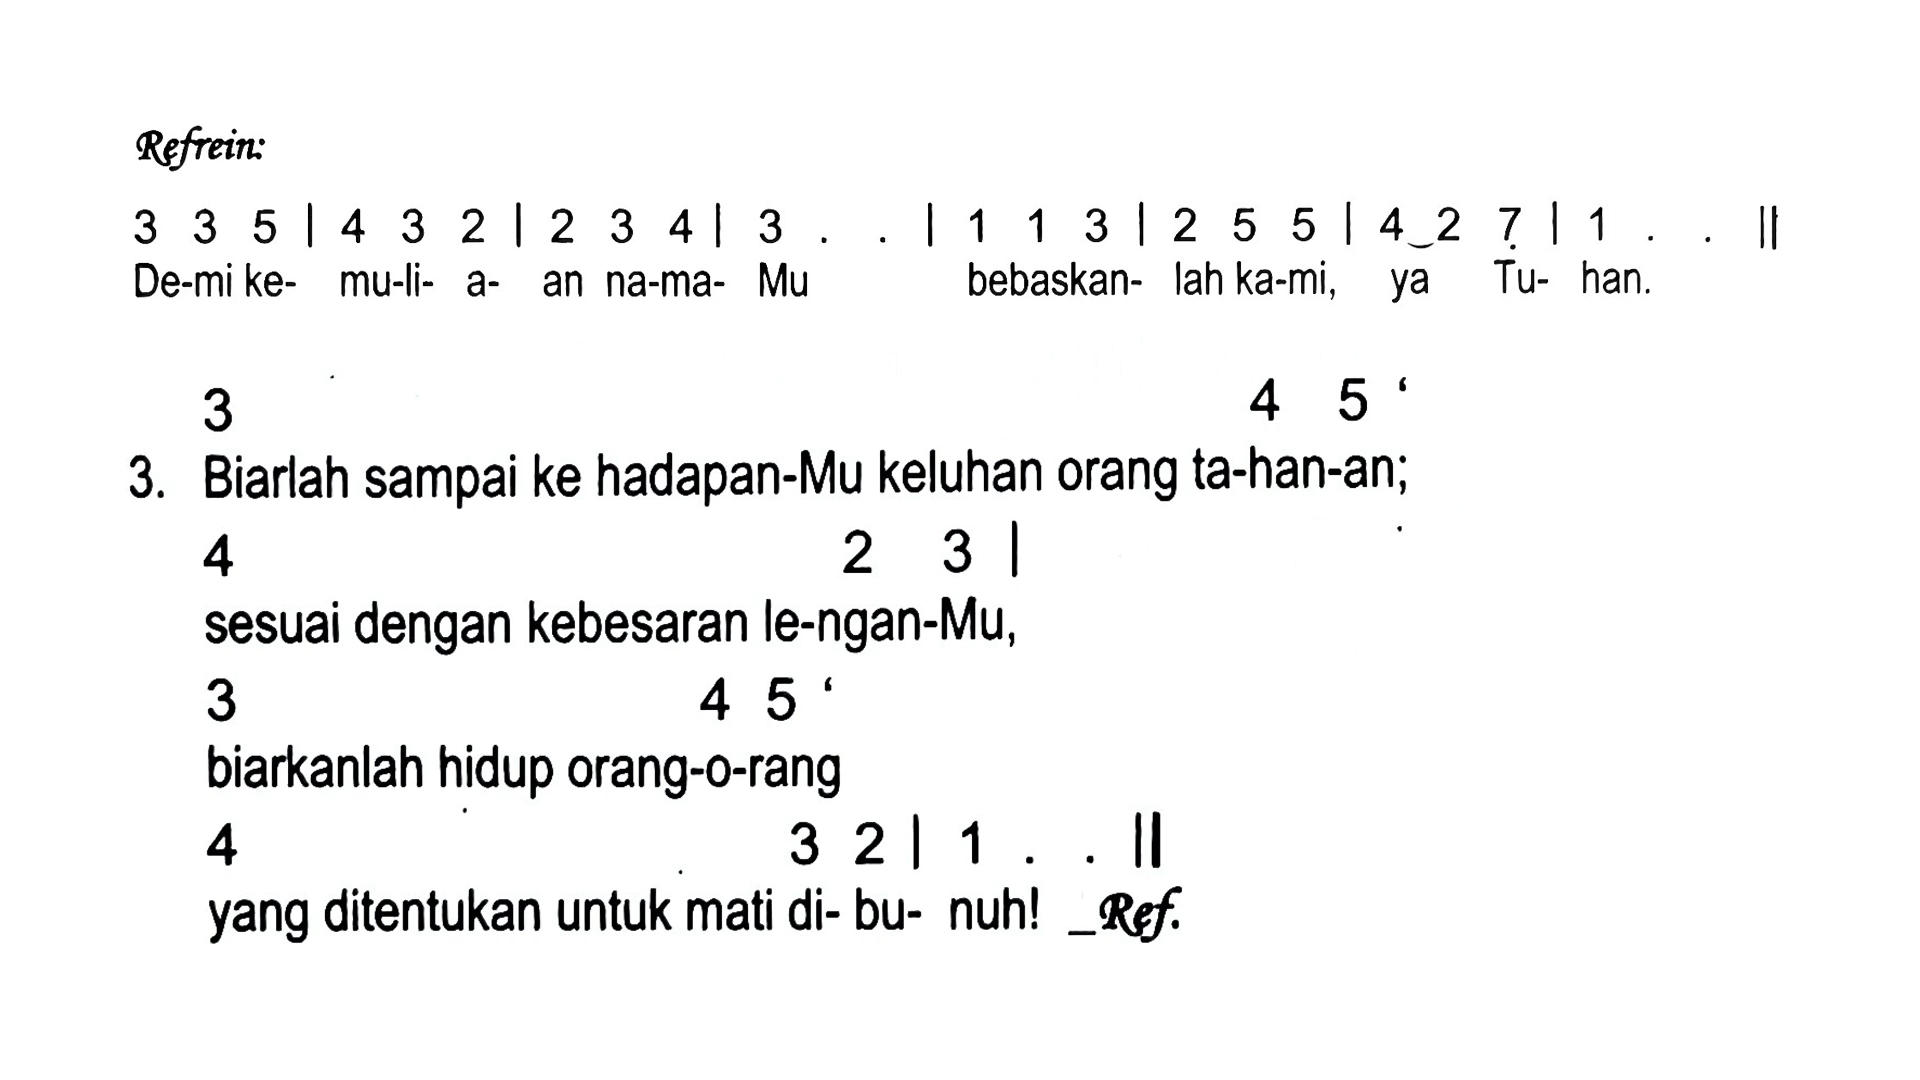 Refrein:
3 3 5 | 4 3 2 | 2 3 4 | 3 . . | 1 1 3 | 2 5 5 | 4‿2 7̣ | 1 . . ||
De-mi ke- mu-li- a- an na-ma- Mu bebaskan- lah ka-mi, ya Tu- han.
3 4 5 ‘
3. Biarlah sampai ke hadapan-Mu keluhan orang ta-han-an;
4 2 3 |
sesuai dengan kebesaran le-ngan-Mu,
3 4 5 ‘
biarkanlah hidup orang-o-rang
4 3 2 | 1 . . ||
yang ditentukan untuk mati di- bu- nuh! _Ref.